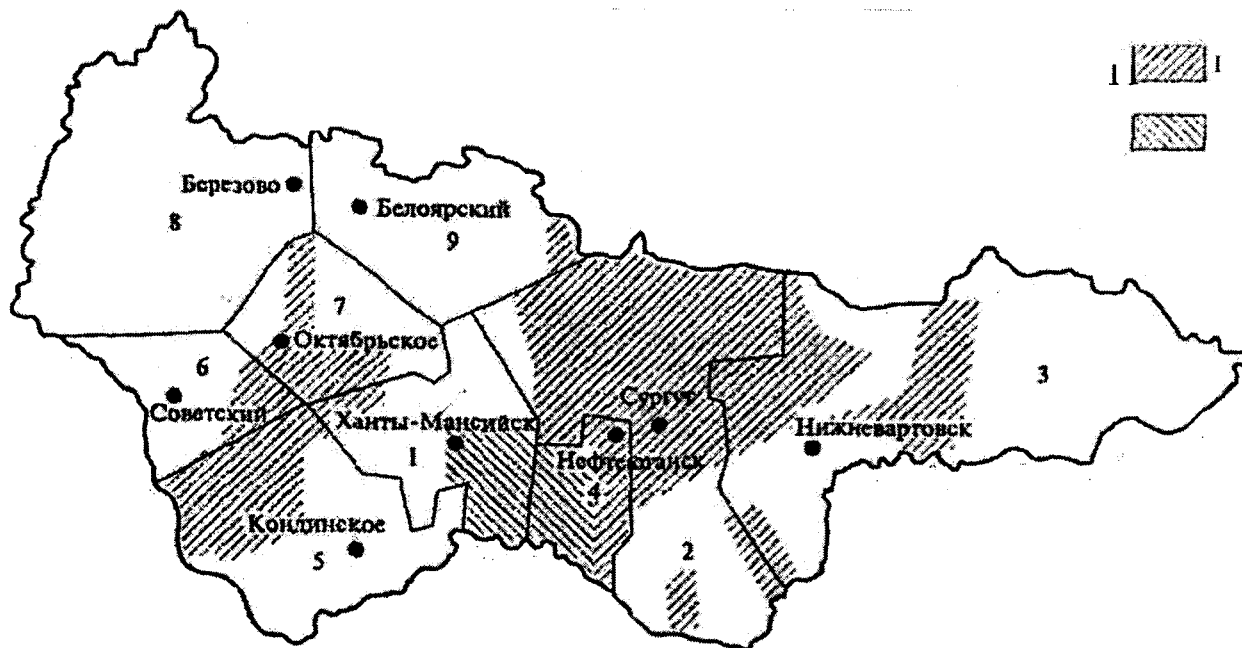 1 1
Березово
8
Белоярский
9
7
Октябрьское
6
Советский
3
Ханты-Мансийск
1
Сургут
Нефтеюганск
4
Нижневартовск
Кондинское
5
2